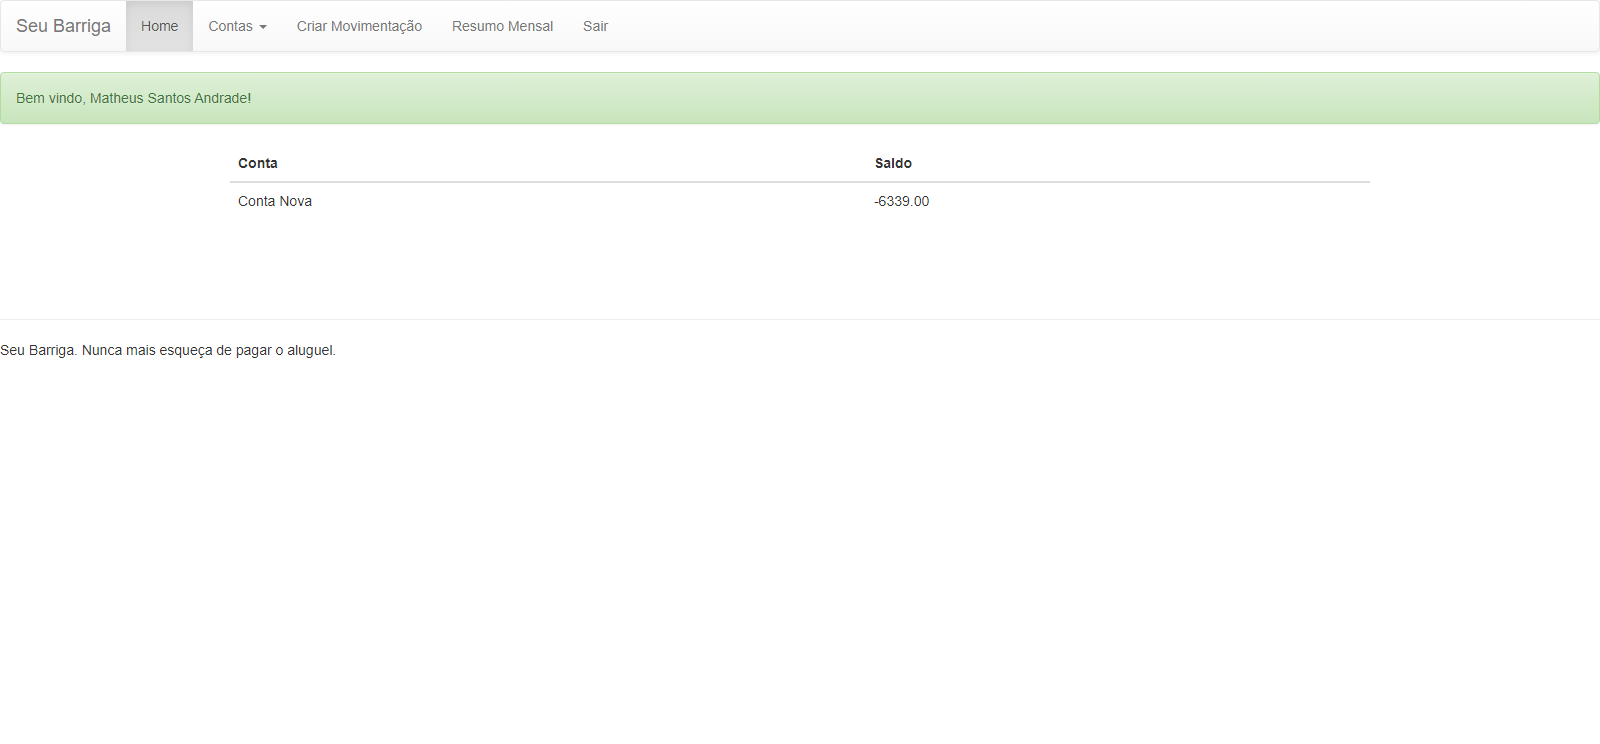 Seu Barriga Home Contas Criar Movimentação Resumo Mensal Sair
Bem vindo, Matheus Santos Andrade!
Conta Saldo
Conta Nova -6339.00
Seu Barriga. Nunca mais esqueça de pagar o aluguel.